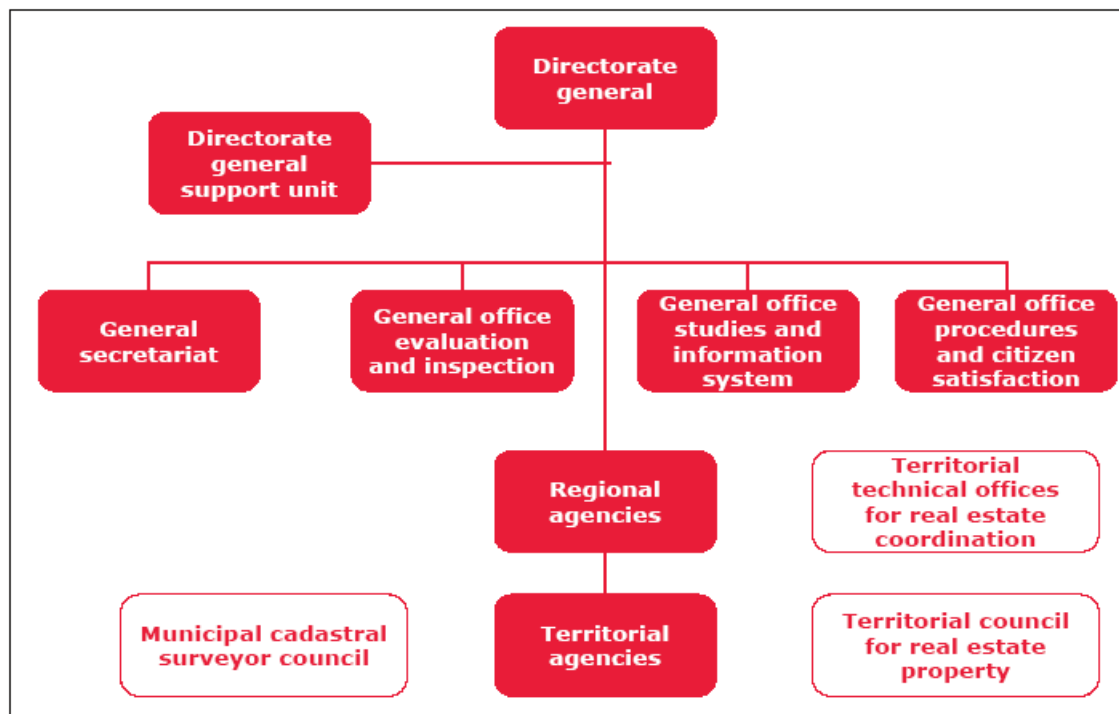 Directorate
general
Directorate
general
support unit
General
secretariat
General office
evaluation
and inspection
General office
studies and
information
system
General office
procedures
and citizen
satisfaction
Regional
agencies
Territorial
technical offices
for real estate
coordination
Municipal cadastral
surveyor council
Territorial
agencies
Territorial council
for real estate
property